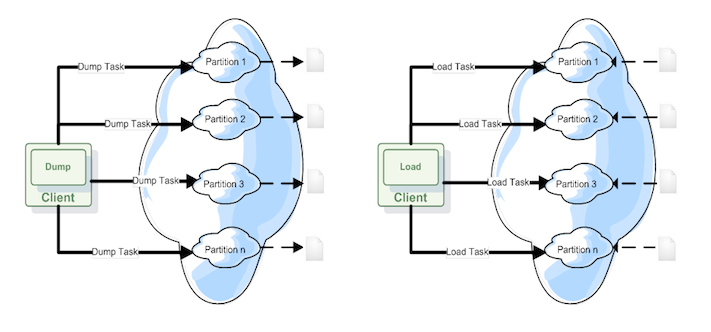 Dump Task
Partition 1
Dump Task
Partition 2
Dump
Client
Dump Task
Partition 3
Dump Task
Partition n
Load Task
Partition 1
Load Task
Partition 2
Load
Client
Load Task
Partition 3
Load Task
Partition n